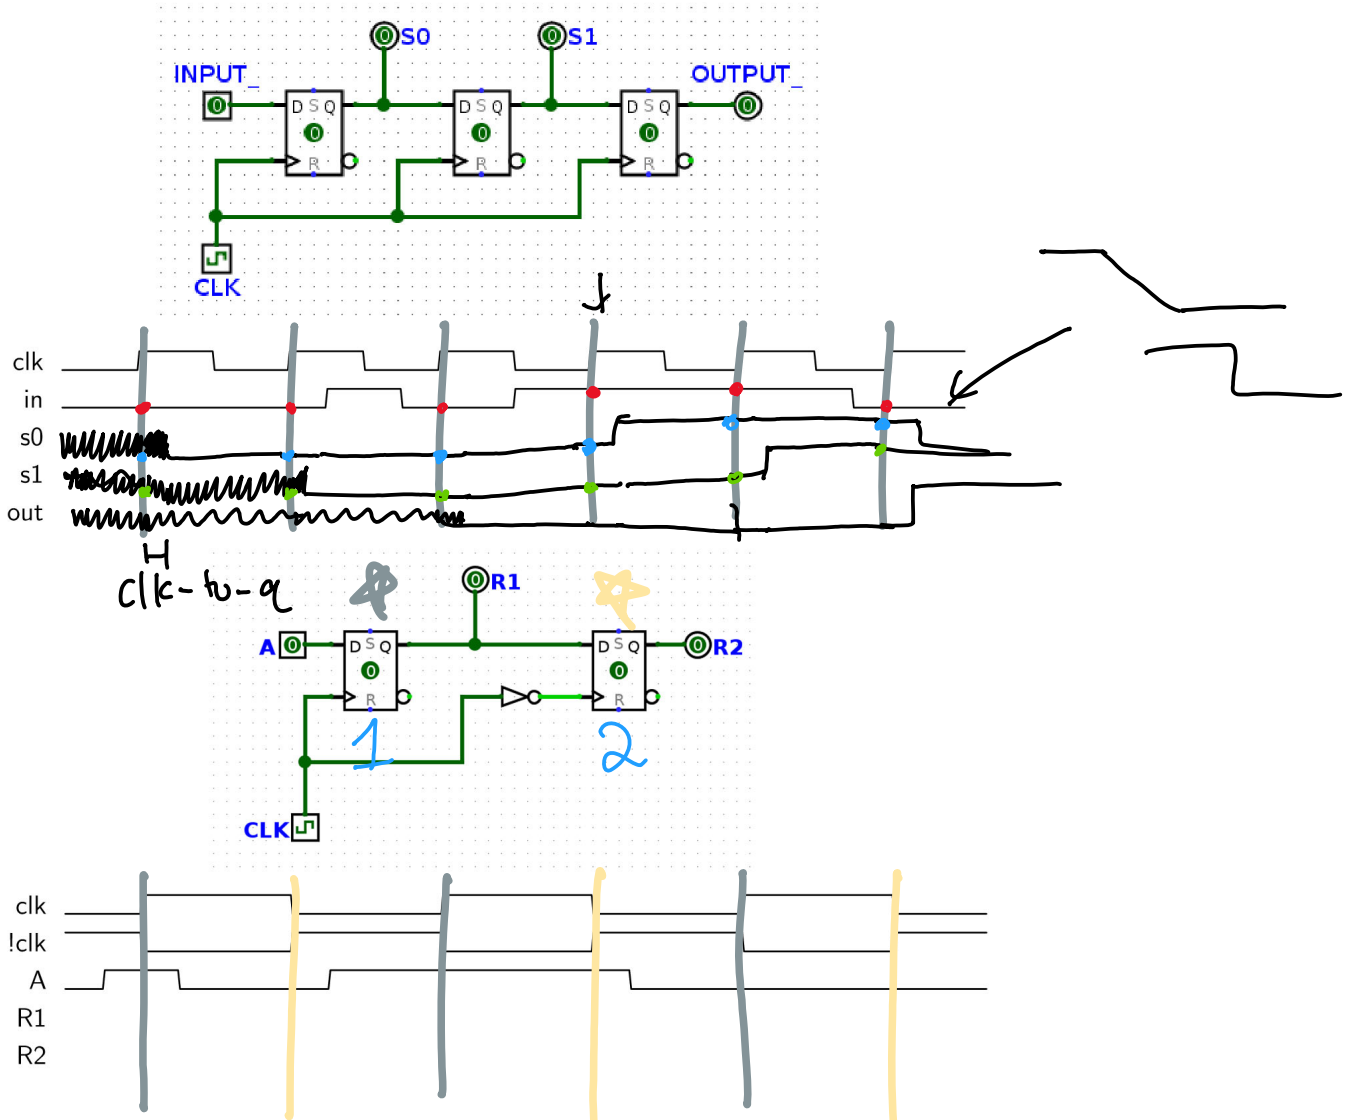 S0 S1
INPUT_ OUTPUT_
0 0
0 D S Q D S Q D S Q 0
0 0 0
R R R
CLK
clk
in
s0
s1
out
clk-to-q
0 R1
A 0 D S Q D S Q 0 R2
0 0
R R
1 2
CLK
clk
!clk
A
R1
R2